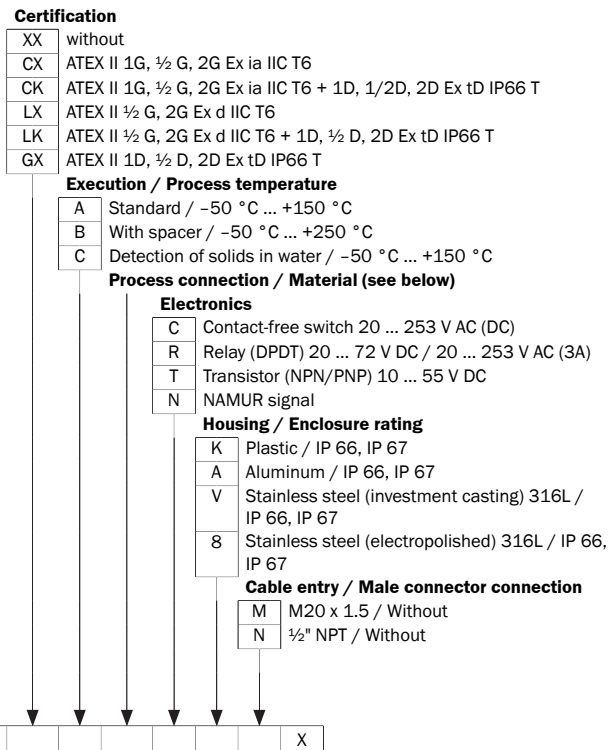 Certification
XX without
CX ATEX II 1G, ½ G, 2G Ex ia IIC T6
CK ATEX II 1G, ½ G, 2G Ex ia IIC T6 + 1D, 1/2D, 2D Ex tD IP66 T
LX ATEX II ½ G, 2G Ex d IIC T6
LK ATEX II ½ G, 2G Ex d IIC T6 + 1D, ½ D, 2D Ex tD IP66 T
GX ATEX II 1D, ½ D, 2D Ex tD IP66 T
Execution / Process temperature
A Standard / –50 °C ... +150 °C
B With spacer / –50 °C ... +250 °C
C Detection of solids in water / –50 °C ... +150 °C
Process connection / Material (see below)
Electronics
C Contact-free switch 20 ... 253 V AC (DC)
R Relay (DPDT) 20 ... 72 V DC / 20 ... 253 V AC (3A)
T Transistor (NPN/PNP) 10 ... 55 V DC
N NAMUR signal
Housing / Enclosure rating
K Plastic / IP 66, IP 67
A Aluminum / IP 66, IP 67
V Stainless steel (investment casting) 316L /
IP 66, IP 67
8 Stainless steel (electropolished) 316L / IP 66,
IP 67
Cable entry / Male connector connection
M M20 x 1.5 / Without
N ½" NPT / Without
X